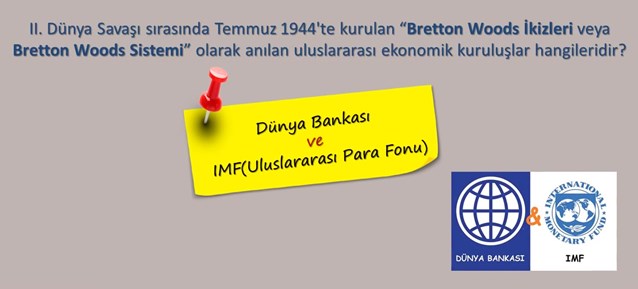 II. Dünya Savaşı sırasında Temmuz 1944'te kurulan “Bretton Woods İkizleri veya
Bretton Woods Sistemi” olarak anılan uluslararası ekonomik kuruluşlar hangileridir?
Dünya Bankası
ve
IMF(Uluslararası Para Fonu)
&
INTERNATIONAL MONETARY FUND
DÜNYA BANKASI
IMF